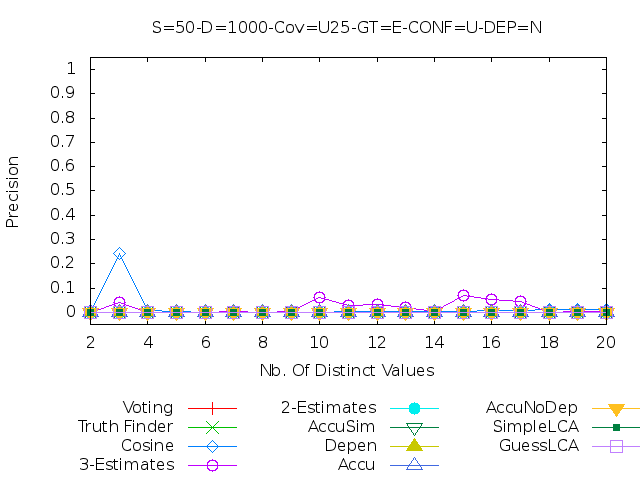 S=50-D=1000-Cov=U25-GT=E-CONF=U-DEP=N
1
0.9
0.8
0.7
0.6
0.5
0.4
0.3
0.2
0.1
0
Precision
2 4 6 8 10 12 14 16 18 20
Nb. Of Distinct Values
Voting 2-Estimates AccuNoDep
Truth Finder AccuSim SimpleLCA
Cosine Depen GuessLCA
3-Estimates Accu